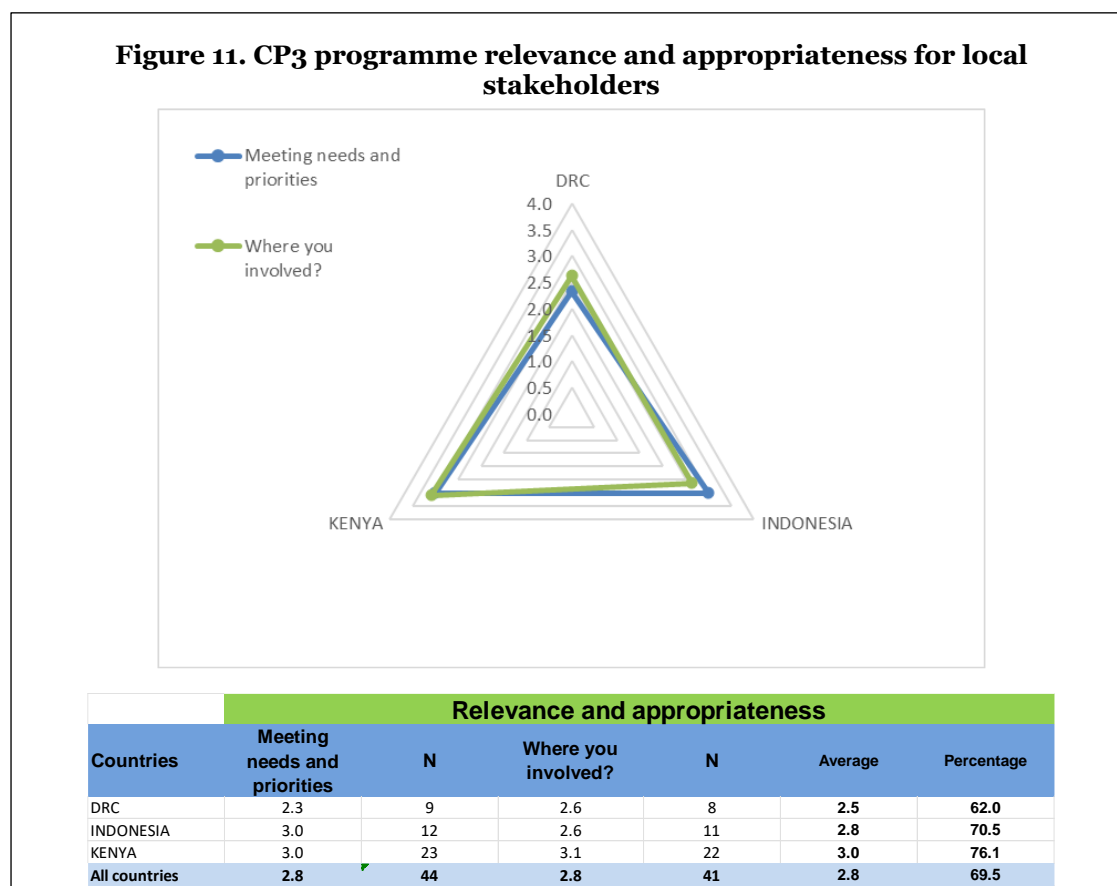 Figure 11. CP3 programme relevance and appropriateness for local
stakeholders
Meeting needs and
priorities
Where you
involved?
DRC
4.0
3.5
3.0
2.5
2.0
1.5
1.0
0.5
0.0
KENYA
INDONESIA
Relevance and appropriateness
Countries Meeting needs and priorities N Where you involved? N Average Percentage
DRC 2.3 9 2.6 8 2.5 62.0
INDONESIA 3.0 12 2.6 11 2.8 70.5
KENYA 3.0 23 3.1 22 3.0 76.1
All countries 2.8 44 2.8 41 2.8 69.5